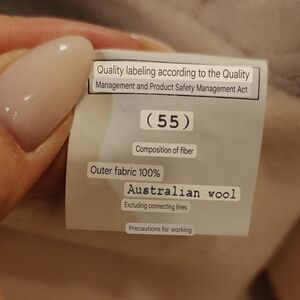 Quality labeling according to the Quality
Management and Product Safety Management Act
(55)
Composition of fiber
Outer fabric 100%
Australian wool
Excluding connecting lines
Precautions for working